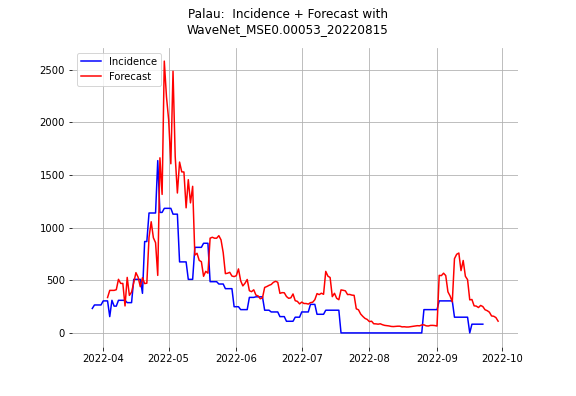 Palau:  Incidence + Forecast with
WaveNet_MSE0.00053_20220815
Incidence
Forecast
2500
2000
1500
1000
500
0
2022-04 2022-05 2022-06 2022-07 2022-08 2022-09 2022-10